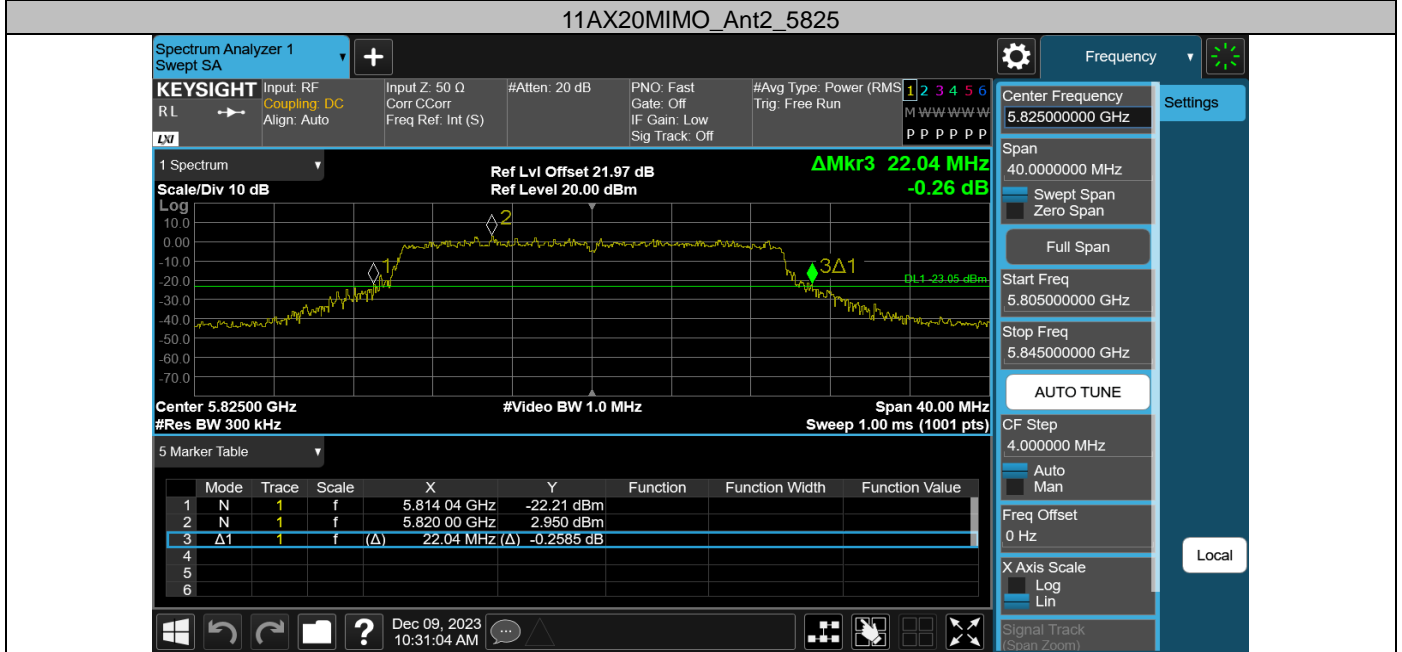 11AX20MIMO_Ant2_5825
Spectrum Analyzer 1
Swept SA
Frequency
KEYSIGHT
R L
LXI
Input: RF
Coupling: DC
Align: Auto
Input Z: 50 Ω
Corr CCorr
Freq Ref: Int (S)
#Atten: 20 dB
PNO: Fast
Gate: Off
IF Gain: Low
Sig Track: Off
#Avg Type: Power (RMS
Trig: Free Run
1 2 3 4 5 6
M W W W W W
P P P P P P
1 Spectrum
Scale/Div 10 dB
Ref Lvl Offset 21.97 dB
Ref Level 20.00 dBm
ΔMkr3 22.04 MHz
-0.26 dB
Log
10.0
0.00
-10.0
-20.0
-30.0
-40.0
-50.0
-60.0
-70.0
1
2
3Δ1
DL1 -23.05 dBm
Center 5.82500 GHz
#Video BW 1.0 MHz
Span 40.00 MHz
#Res BW 300 kHz
Sweep 1.00 ms (1001 pts)
5 Marker Table
Mode Trace Scale X Y Function Function Width Function Value
1 N 1 f 5.814 04 GHz -22.21 dBm
2 N 1 f 5.820 00 GHz 2.950 dBm
3 Δ1 1 f (Δ) 22.04 MHz (Δ) -0.2585 dB
4
5
6
?
Dec 09, 2023
10:31:04 AM
Center Frequency
5.825000000 GHz
Settings
Span
40.0000000 MHz
Swept Span
Zero Span
Full Span
Start Freq
5.805000000 GHz
Stop Freq
5.845000000 GHz
AUTO TUNE
CF Step
4.000000 MHz
Auto
Man
Freq Offset
0 Hz
X Axis Scale
Log
Lin
Signal Track
(Span Zoom)
Local